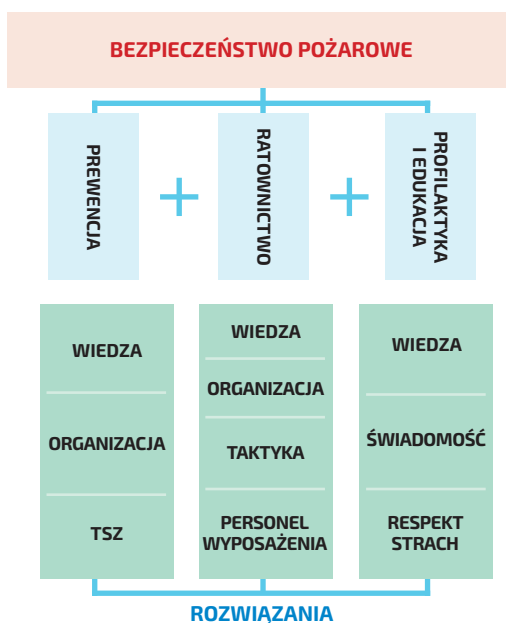 BEZPIECZEŃSTWO POŻAROWE
PREWENCJA
+
RATOWNICTWO
+
PROFILAKTYKA
I EDUKACJA
WIEDZA
ORGANIZACJA
TSZ
WIEDZA
ORGANIZACJA
TAKTYKA
PERSONEL
WYPOSAŻENIA
WIEDZA
ŚWIADOMOŚĆ
RESPEKT
STRACH
ROZWIĄZANIA